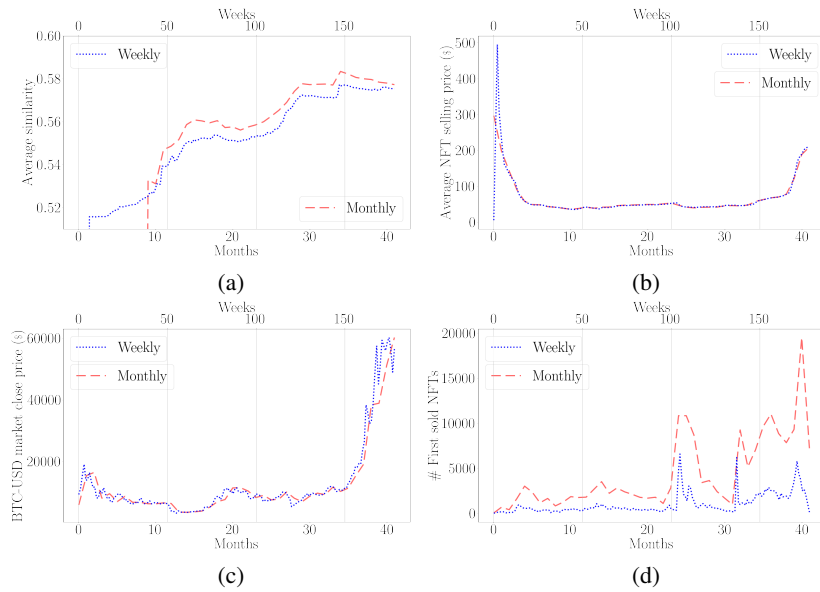 Weeks
0 50 100 150
0.60
0.58
0.56
0.54
0.52
Average similarity
Weekly
Monthly
0 10 20 30 40
Months
(a)
Weeks
0 50 100 150
500
400
300
200
100
0
Average NFT selling price ($)
Weekly
Monthly
0 10 20 30 40
Months
(b)
Weeks
0 50 100 150
60000
40000
20000
BTC-USD market close price ($)
Weekly
Monthly
0 10 20 30 40
Months
(c)
Weeks
0 50 100 150
20000
15000
10000
5000
0
# First sold NFTs
Weekly
Monthly
0 10 20 30 40
Months
(d)